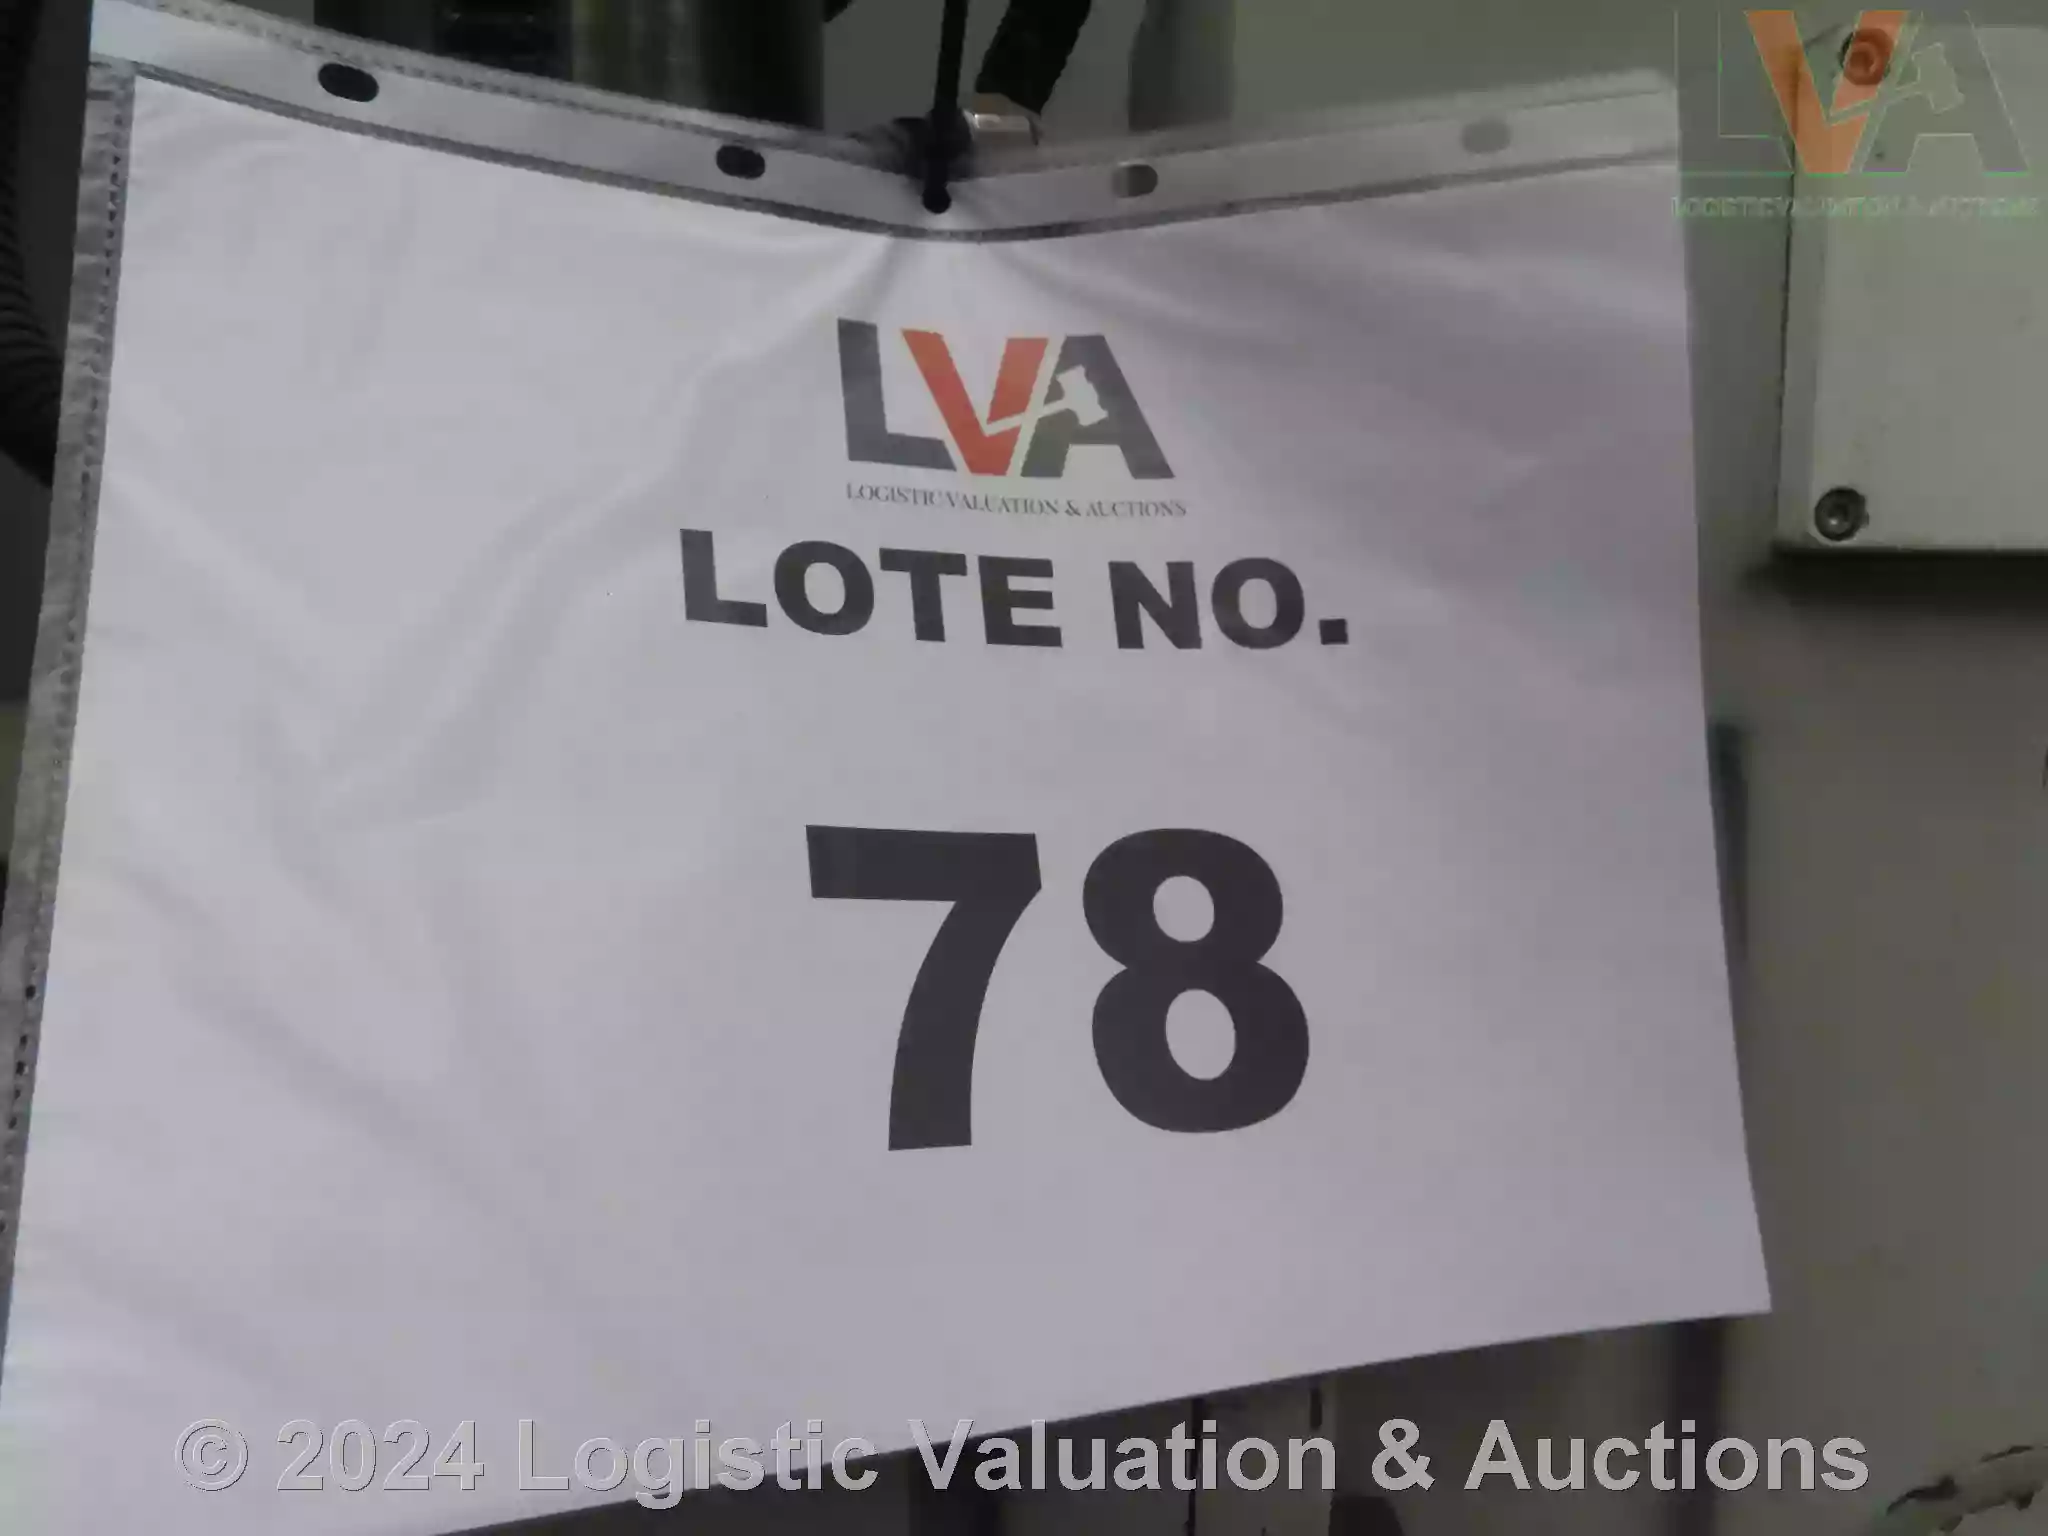 LVA
LOGISTIC VALUATION & AUCTIONS
LVA
LOGISTIC VALUATION & AUCTIONS
LOTE NO.
78
© 2024 Logistic Valuation & Auctions